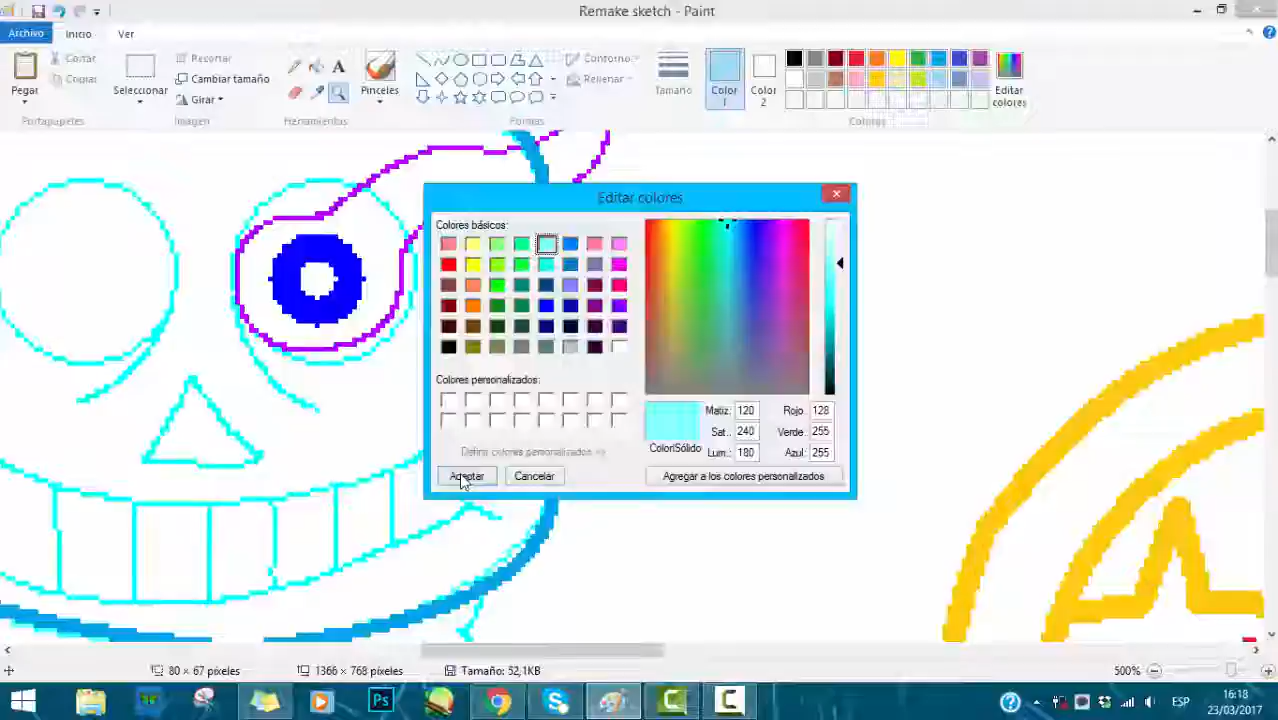 Remake sketch - Paint
Archivo Inicio Ver
Pegar
Cortar
Copiar
Portapapeles
Selecciona
Recortar
Cambiar tamaño
Girar
Imagen
A
Herramientas
Pinceles
Contorno
Rellenar
Formas
Tamaño
Color 1
Color 2
Editar colores
Colores
Editar colores
Colores básicos:
Colores personalizados:
Definir colores personalizados >>
Aceptar Cancelar
Color|Sólido
Matiz: 120 Rojo 128
Sat.: 240 Verde 255
Lum.: 180 Azul: 255
Agregar a los colores personalizados
80 × 67 píxeles 1366 × 768 píxeles Tamaño: 52,1KB 500%
Ps
C
C
ESP
16:18
23/03/2017